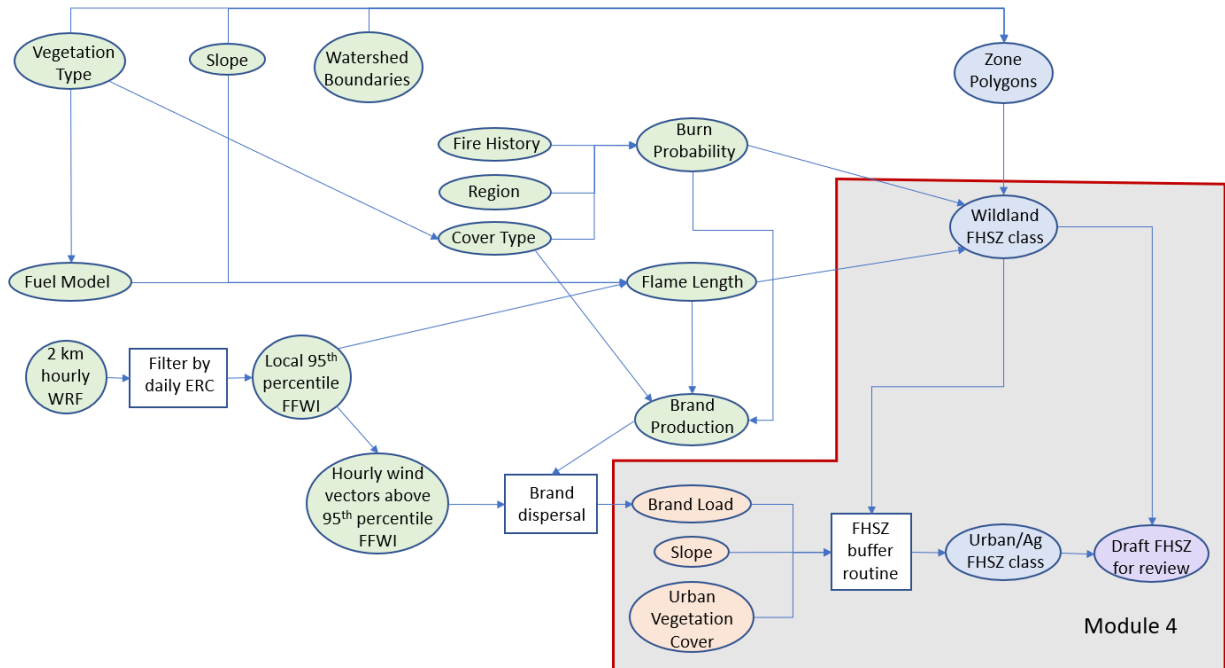 Vegetation
Type
Slope
Watershed
Boundaries
Zone
Polygons
Fire History
Burn
Probability
Region
Cover Type
Wildland
FHSZ class
Fuel Model
Flame Length
2 km
hourly
WRF
Filter by
daily ERC
Local 95th
percentile
FFWI
Brand
Production
Hourly wind
vectors above
95th percentile
FFWI
Brand
dispersal
Brand Load
Slope
Urban
Vegetation
Cover
FHSZ
buffer
routine
Urban/Ag
FHSZ class
Draft FHSZ
for review
Module 4